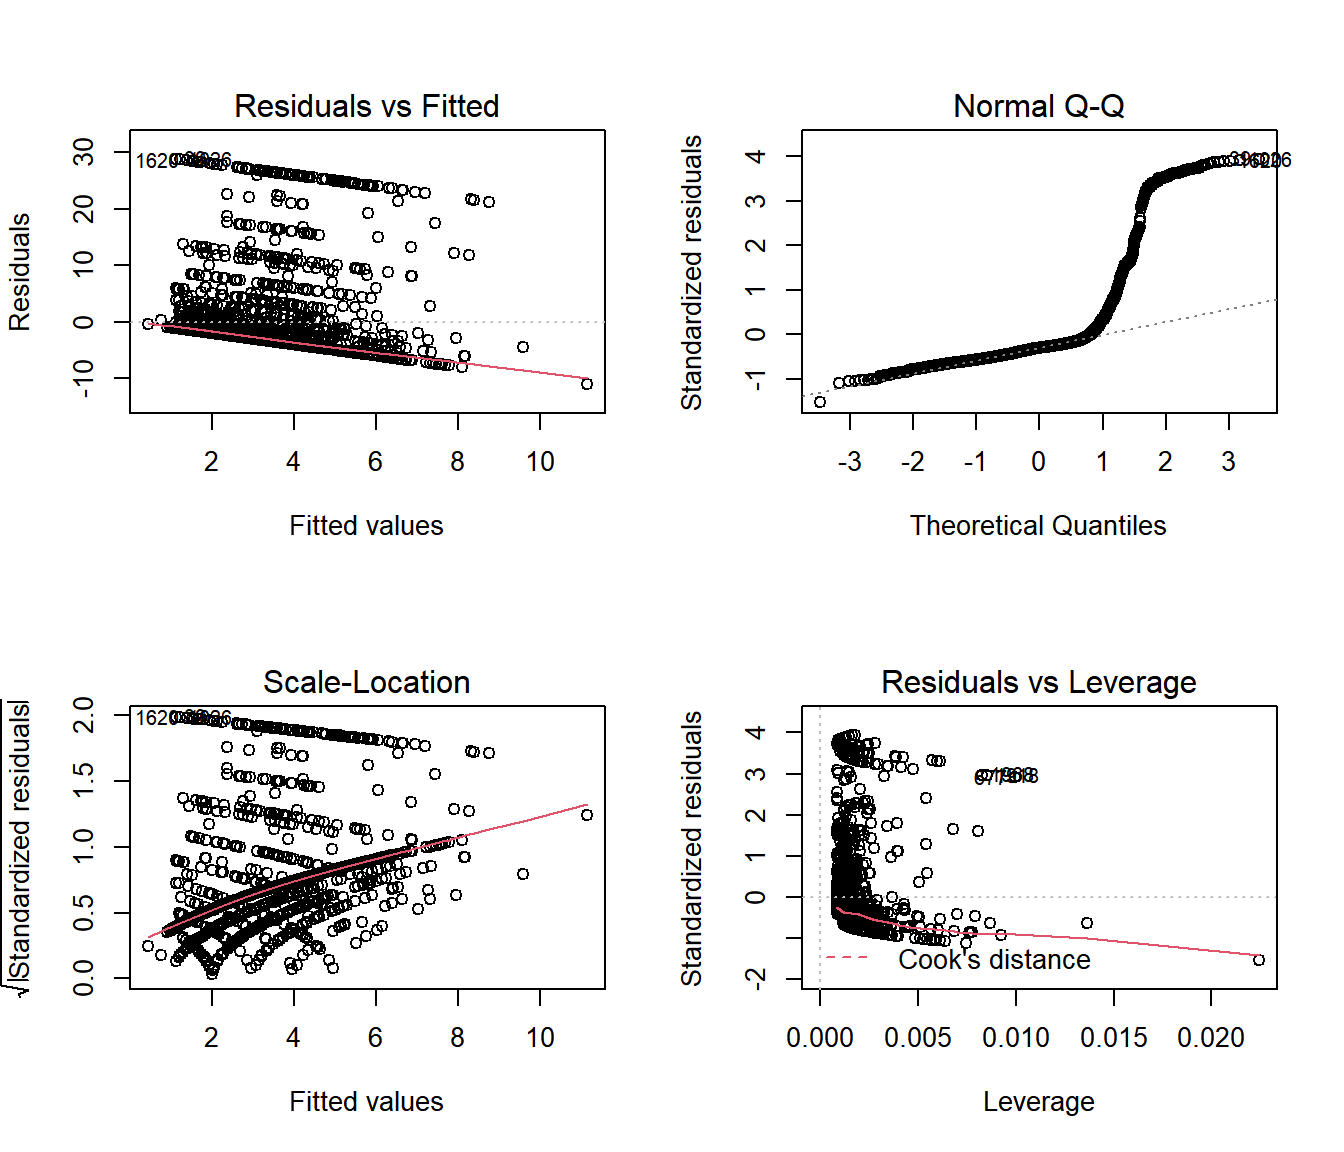 Residuals vs Fitted
Residuals
30
20
10
0
-10
1620
2 4 6 8 10
Fitted values
Normal Q-Q
Standardized residuals
4
3
2
1
0
-1
-3 -2 -1 0 1 2 3
Theoretical Quantiles
Scale-Location
√|Standardized residuals|
2.0
1.5
1.0
0.5
0.0
1620
2 4 6 8 10
Fitted values
Residuals vs Leverage
Standardized residuals
4
3
2
1
0
-2
Cook's distance
0.000 0.005 0.010 0.015 0.020
Leverage